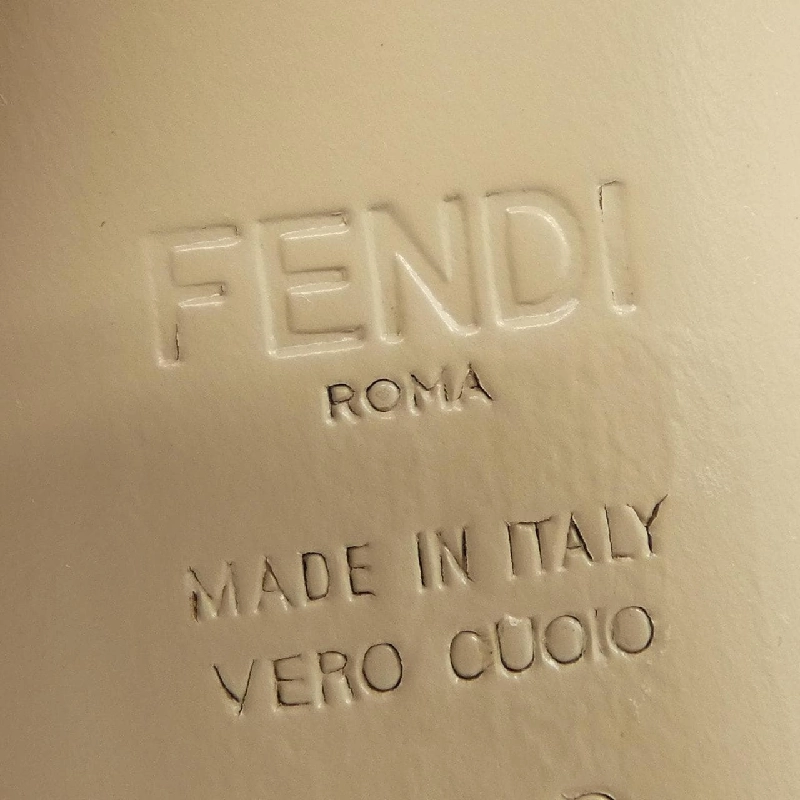 FENDI
ROMA
MADE IN ITALY
VERO CUOIO